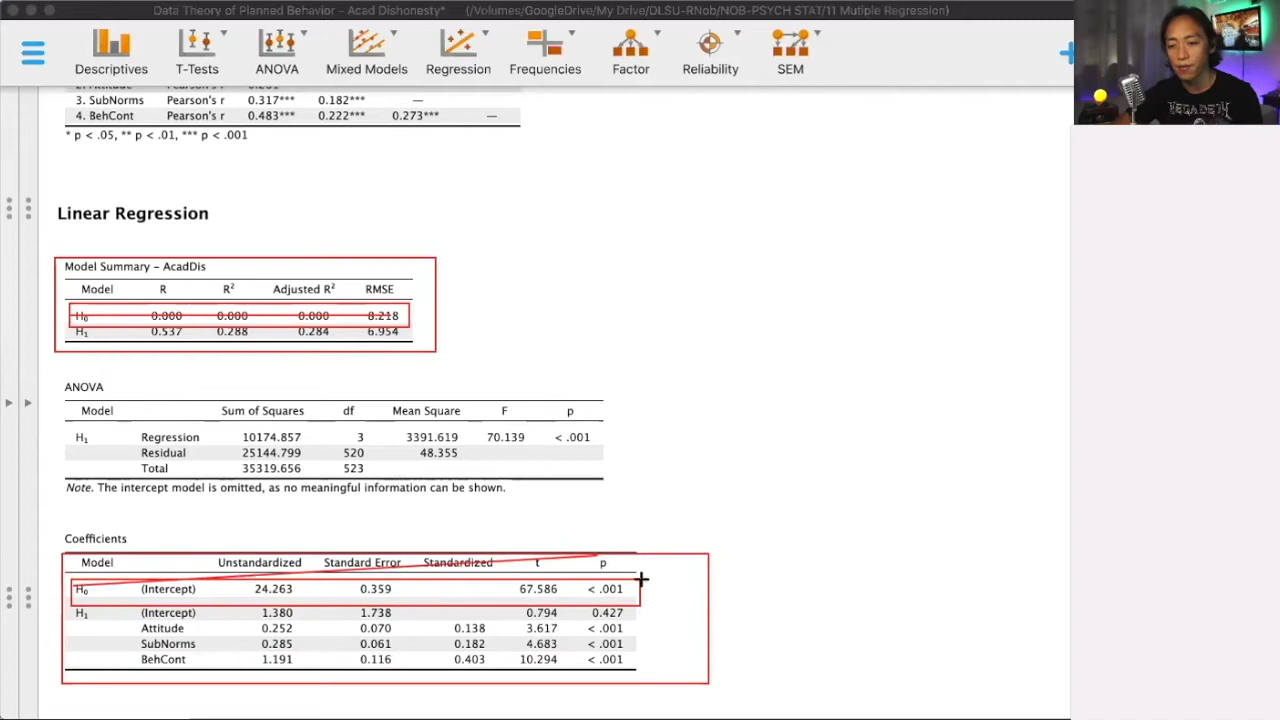 Data Theory of Planned Behavior - Acad Dishonesty* (/Volumes/GoogleDrive/My Drive/DLSU-RNob/NOB-PSYCH STAT/11 Mutiple Regression)
Descriptives T-Tests ANOVA Mixed Models Regression Frequencies Factor Reliability SEM
3. SubNorms Pearson's r 0.317*** 0.182*** —
4. BehCont Pearson's r 0.483*** 0.222*** 0.273*** —
* p < .05, ** p < .01, *** p < .001
Linear Regression
Model Summary - AcadDis
Model R R² Adjusted R² RMSE
H₀ 0.000 0.000 0.000 8.218
H₁ 0.537 0.288 0.284 6.954
ANOVA
Model Sum of Squares df Mean Square F p
H₁ Regression 10174.857 3 3391.619 70.139 < .001
Residual 25144.799 520 48.355
Total 35319.656 523
Note. The intercept model is omitted, as no meaningful information can be shown.
Coefficients
Model Unstandardized Standard Error Standardized t p
H₀ (Intercept) 24.263 0.359 67.586 < .001
H₁ (Intercept) 1.380 1.738 0.794 0.427
Attitude 0.252 0.070 0.138 3.617 < .001
SubNorms 0.285 0.061 0.182 4.683 < .001
BehCont 1.191 0.116 0.403 10.294 < .001
MEGADETH